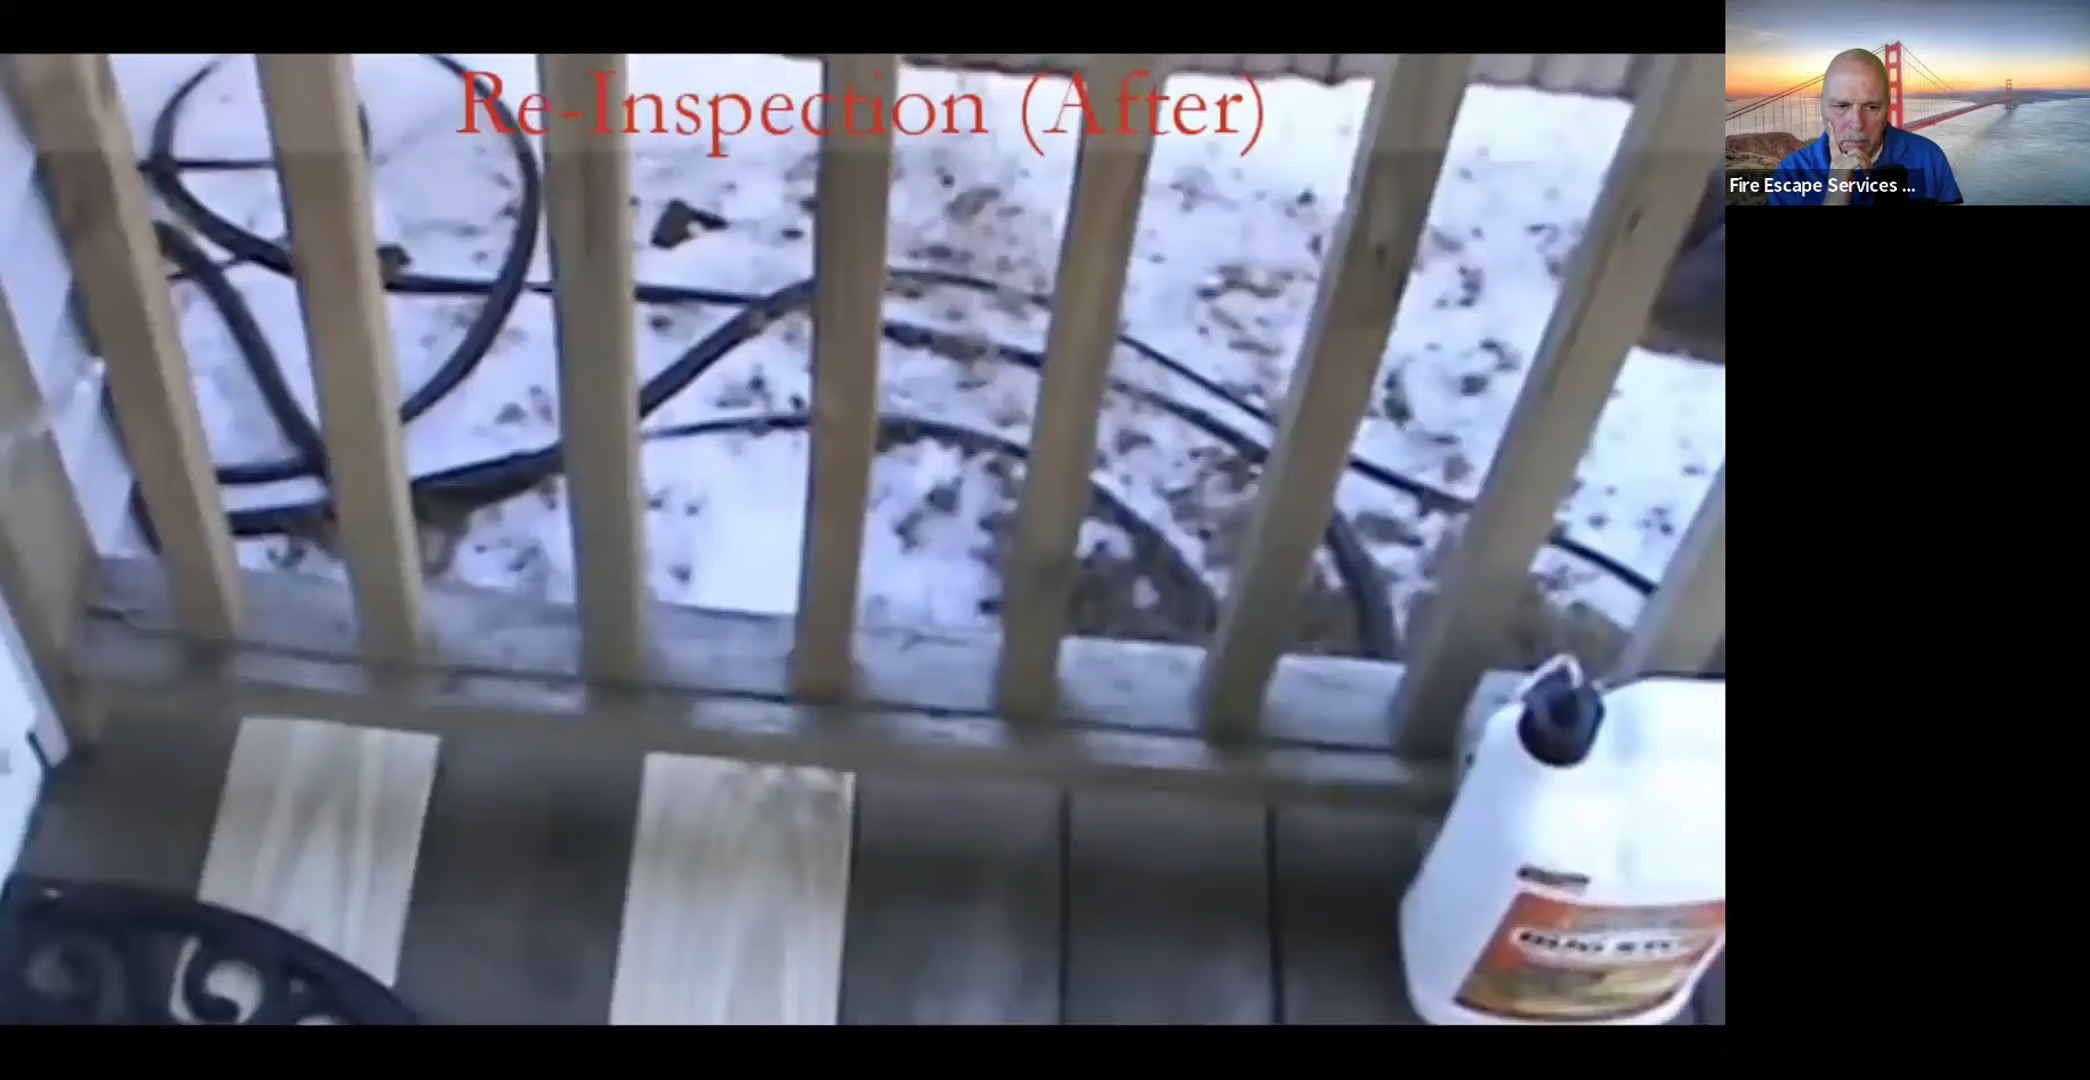 Re-Inspection (After)
Fire Escape Services ...